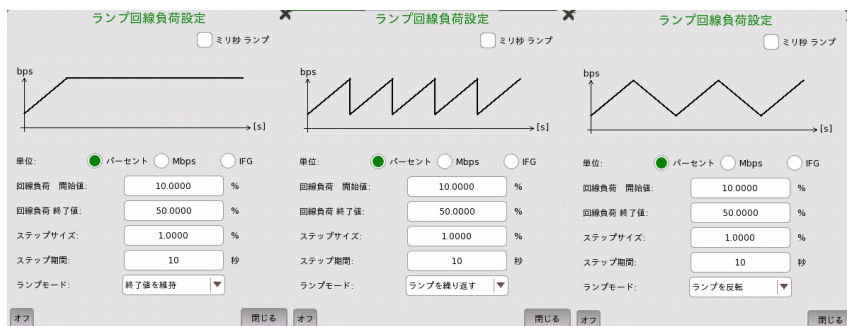 ランプ回線負荷設定
ミリ秒 ランプ
bps
[s]
単位: パーセント Mbps IFG
回線負荷 開始値: 10.0000 %
回線負荷 終了値: 50.0000 %
ステップサイズ: 1.0000 %
ステップ期間: 10 秒
ランプモード: 終了値を維持
オフ 閉じる
ランプ回線負荷設定
ミリ秒 ランプ
bps
[s]
単位: パーセント Mbps IFG
回線負荷 開始値: 10.0000 %
回線負荷 終了値: 50.0000 %
ステップサイズ: 1.0000 %
ステップ期間: 10 秒
ランプモード: ランプを繰り返す
オフ 閉じる
ランプ回線負荷設定
ミリ秒 ランプ
bps
[s]
単位: パーセント Mbps IFG
回線負荷 開始値: 10.0000 %
回線負荷 終了値: 50.0000 %
ステップサイズ: 1.0000 %
ステップ期間: 10 秒
ランプモード: ランプを反転
オフ 閉じる